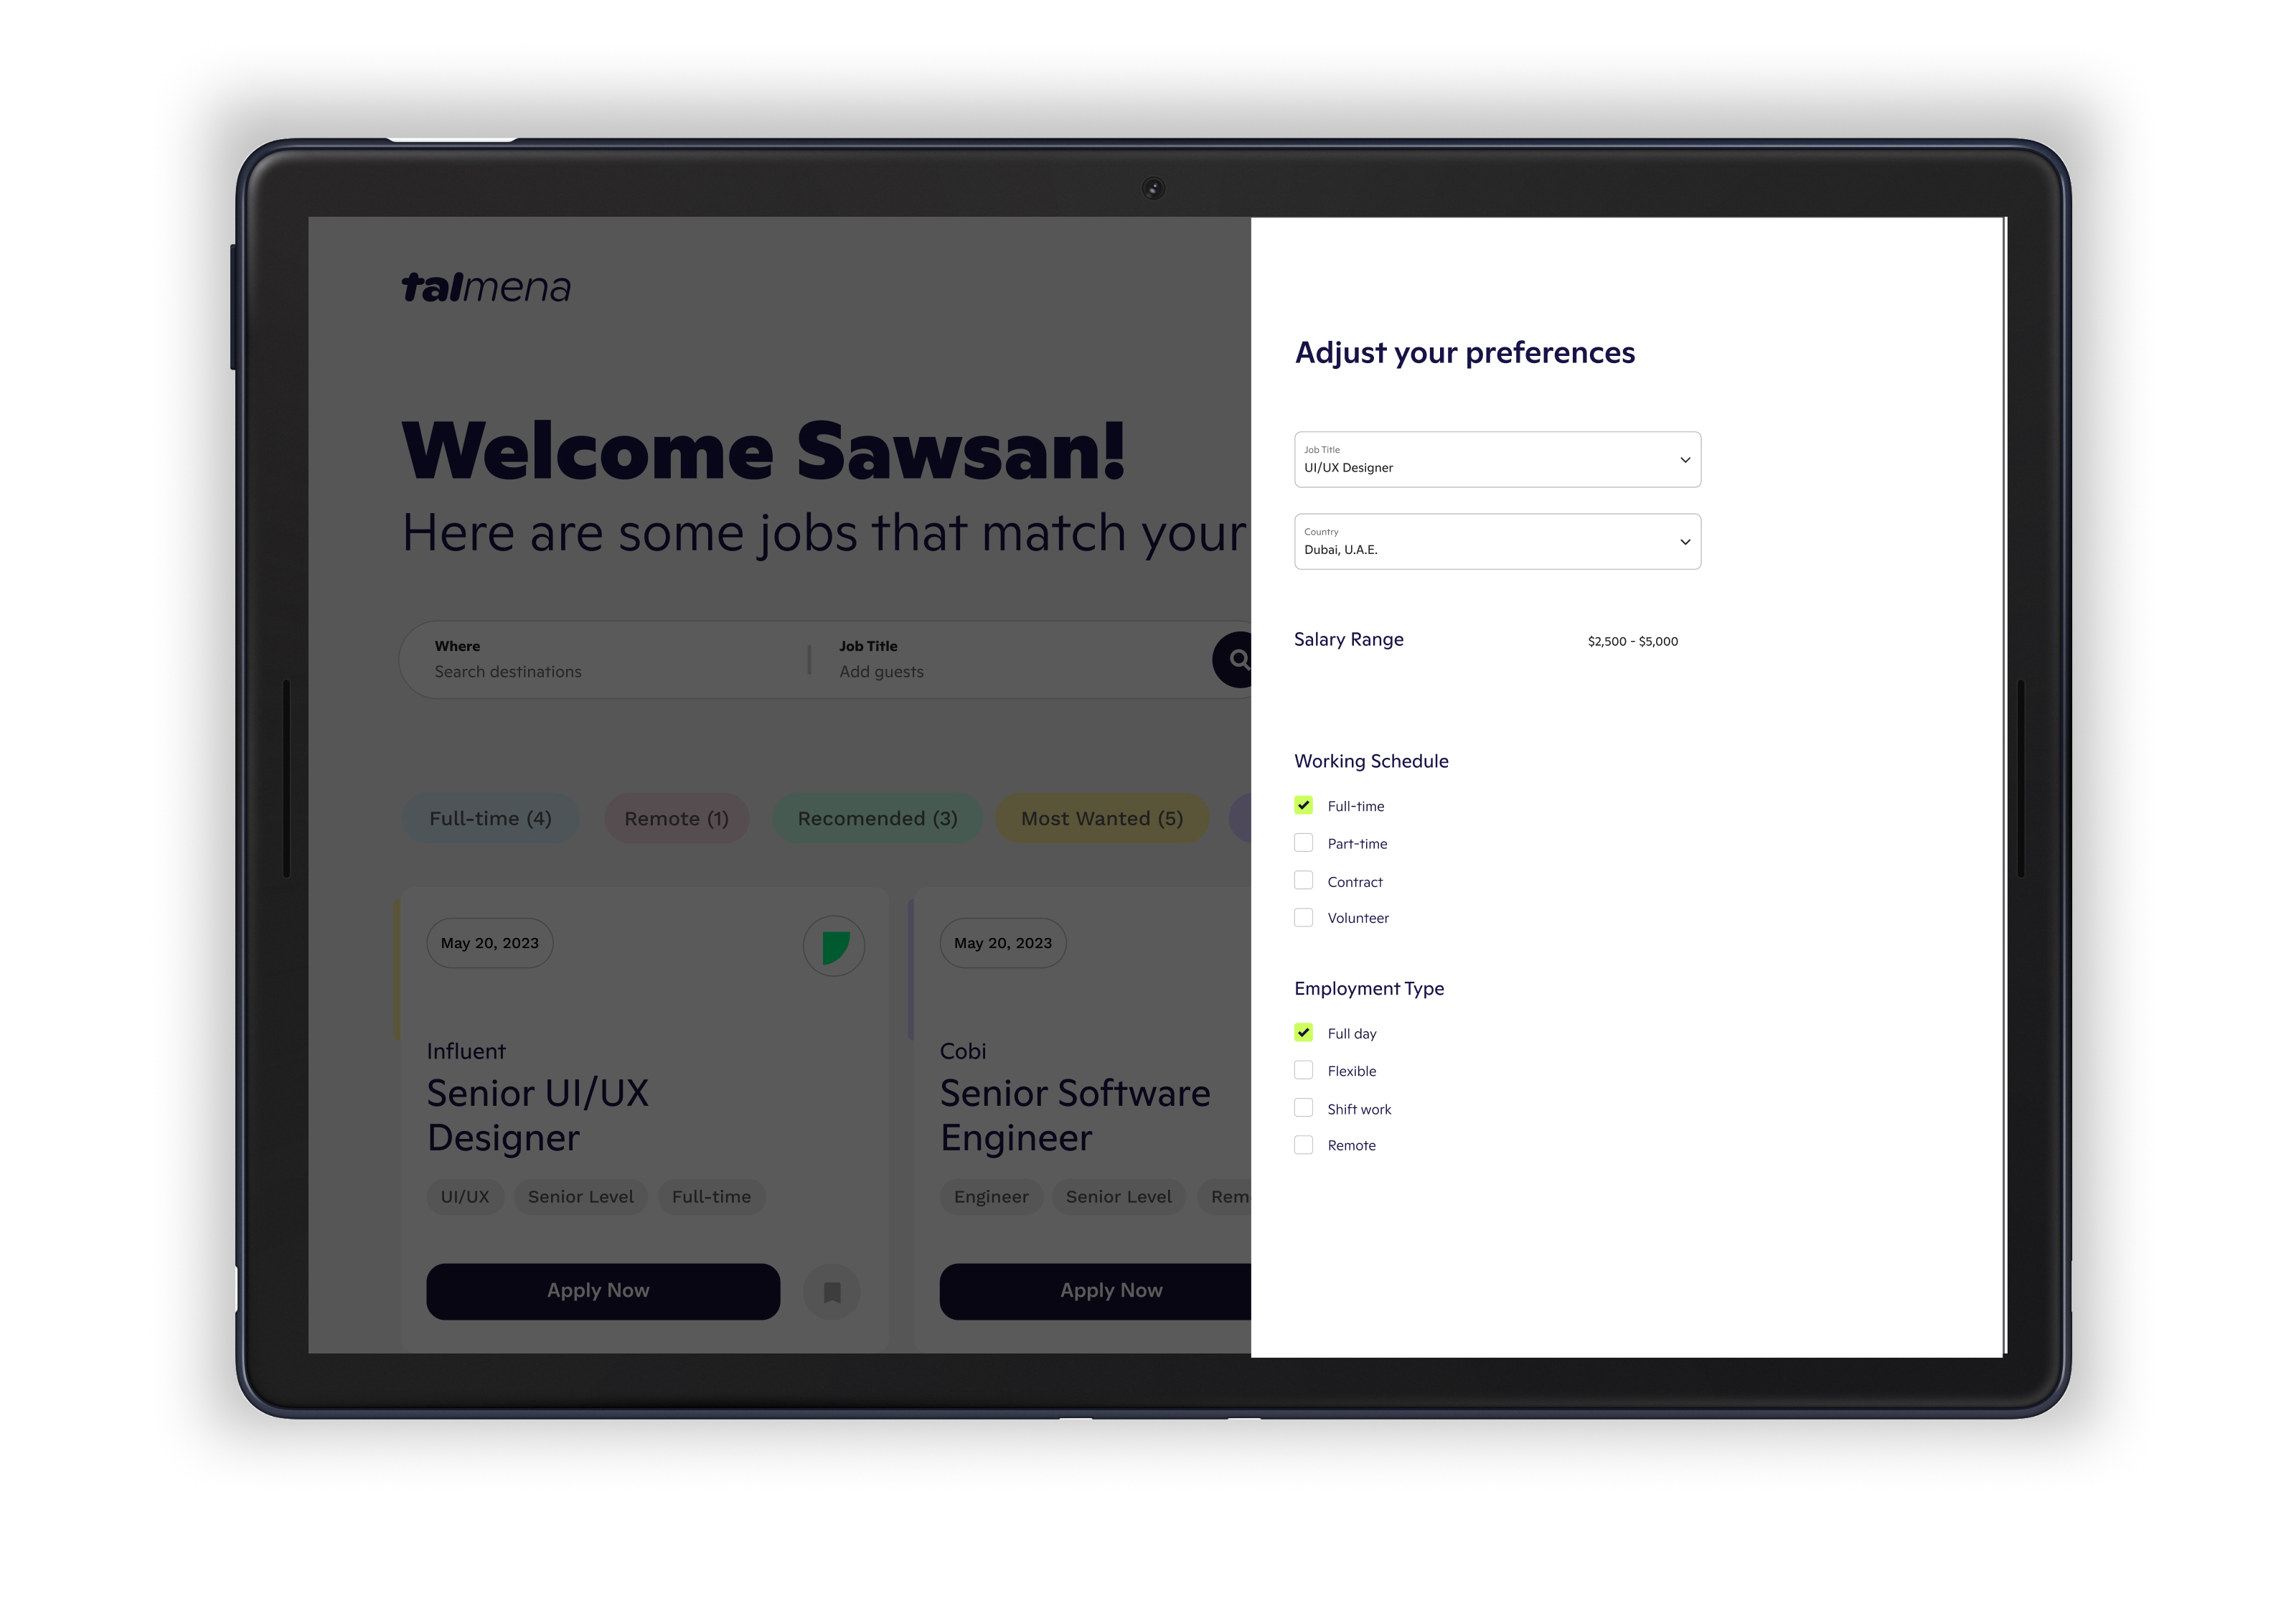 talmena
Welcome Sawsan!
Here are some jobs that match your
Where
Search destinations
Job Title
Add guests
Full-time (4)
Remote (1)
Recomended (3)
Most Wanted (5)
May 20, 2023
Influent
Senior UI/UX
Designer
UI/UX
Senior Level
Full-time
Apply Now
May 20, 2023
Cobi
Senior Software
Engineer
Engineer
Senior Level
Rem
Apply Now
Adjust your preferences
Job Title
UI/UX Designer
Country
Dubai, U.A.E.
Salary Range
$2,500 - $5,000
Working Schedule
Full-time
Part-time
Contract
Volunteer
Employment Type
Full day
Flexible
Shift work
Remote